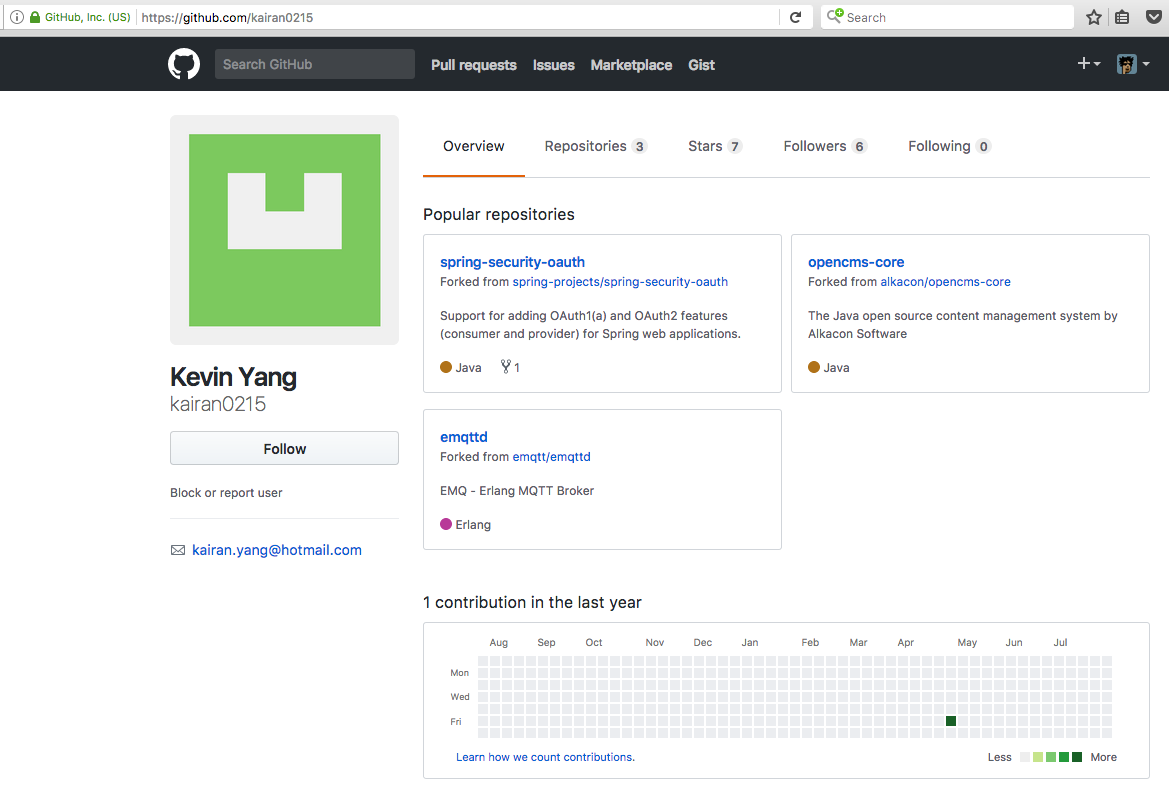 GitHub, Inc. (US) https://github.com/kairan0215 Search
Search GitHub Pull requests Issues Marketplace Gist
Overview Repositories 3 Stars 7 Followers 6 Following 0
Kevin Yang
kairan0215
Follow
Block or report user
kairan.yang@hotmail.com
Popular repositories
spring-security-oauth
Forked from spring-projects/spring-security-oauth
Support for adding OAuth1(a) and OAuth2 features
(consumer and provider) for Spring web applications.
Java 1
opencms-core
Forked from alkacon/opencms-core
The Java open source content management system by
Alkacon Software
Java
emqttd
Forked from emqtt/emqttd
EMQ - Erlang MQTT Broker
Erlang
1 contribution in the last year
Aug Sep Oct Nov Dec Jan Feb Mar Apr May Jun Jul
Mon
Wed
Fri
Learn how we count contributions. Less More